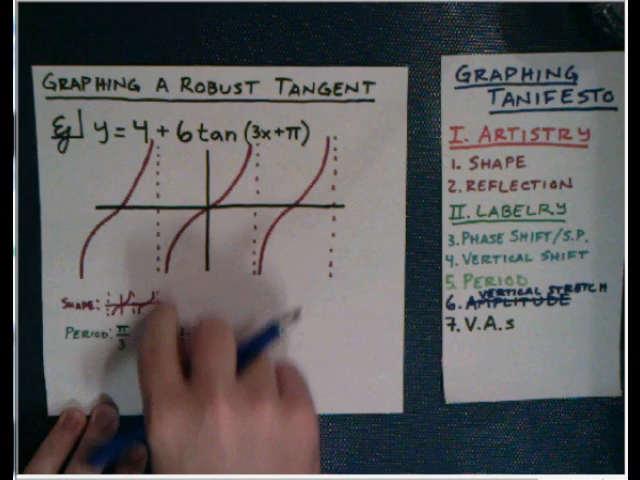 GRAPHING A ROBUST TANGENT
Eg y = 4 + 6 tan (3x+π)
SHAPE:
PERIOD: π/3
GRAPHING
TANIFESTO
I. ARTISTRY
1. SHAPE
2. REFLECTION
II. LABELRY
3. PHASE SHIFT/S.P.
4. VERTICAL SHIFT
5. PERIOD
VERTICAL STRETCH
6. AMPLITUDE
7. V.A.s